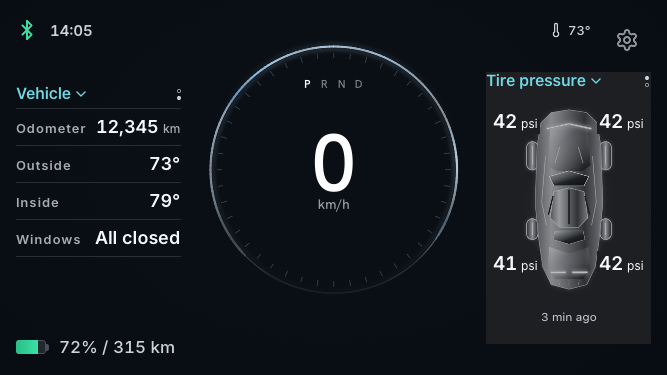 14:05
73°
Vehicle
Odometer 12,345 km
Outside 73°
Inside 79°
Windows All closed
P R N D
0
km/h
Tire pressure
42 psi 42 psi
41 psi 42 psi
3 min ago
72% / 315 km